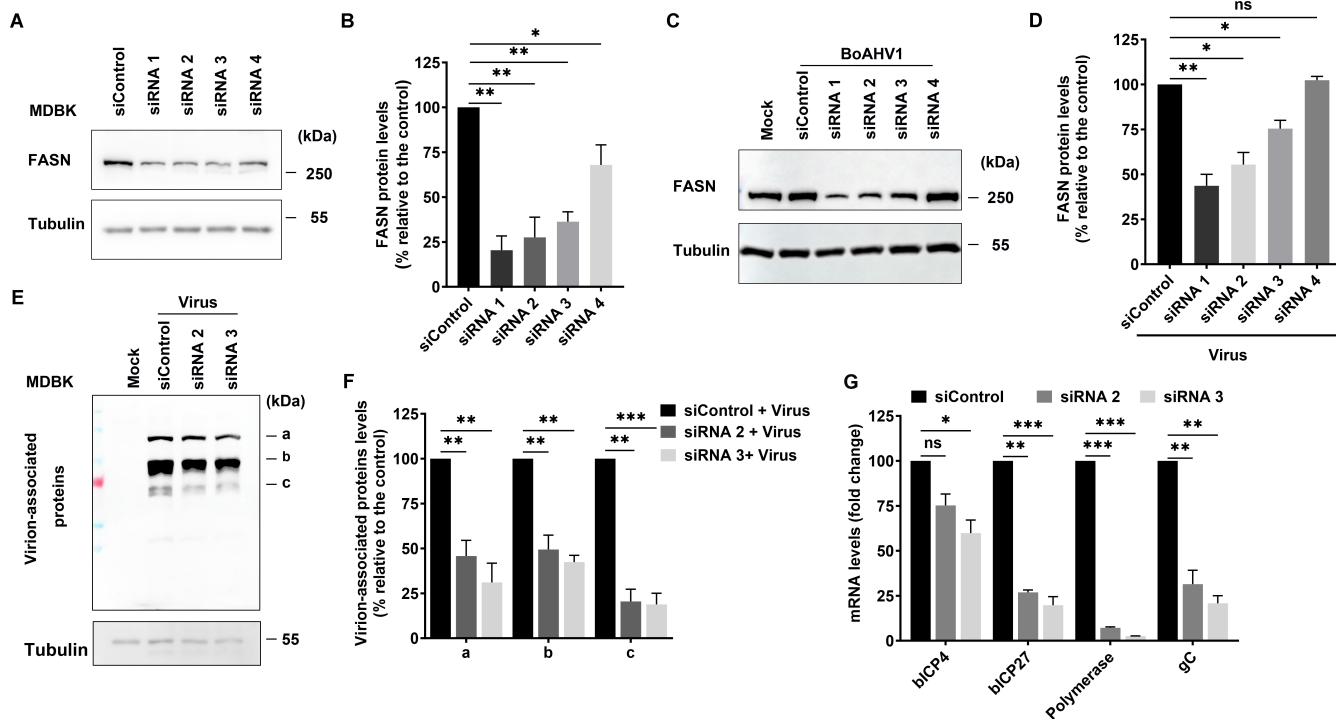 A
MDBK
siControl
siRNA 1
siRNA 2
siRNA 3
siRNA 4
(kDa)
FASN
250
Tubulin
55
B
FASN protein levels
(% relative to the control)
125
100
75
50
25
0
**
**
**
*
siControl
siRNA 1
siRNA 2
siRNA 3
siRNA 4
C
BoAHV1
Mock
siControl
siRNA 1
siRNA 2
siRNA 3
siRNA 4
(kDa)
FASN
250
Tubulin
55
D
FASN protein levels
(% relative to the control)
125
100
75
50
25
0
ns
*
*
**
siControl
siRNA 1
siRNA 2
siRNA 3
siRNA 4
Virus
E
Virus
MDBK
Mock
siControl
siRNA 2
siRNA 3
(kDa)
Virion-associated
proteins
a
b
c
Tubulin
55
F
Virion-associated proteins levels
(% relative to the control)
125
100
75
50
25
0
** ** ***
** ** **
a b c
siControl + Virus
siRNA 2 + Virus
siRNA 3+ Virus
G
siControl siRNA 2 siRNA 3
mRNA levels (fold change)
125
100
75
50
25
0
* *** *** **
ns ** *** **
bICP4
bICP27
Polymerase
gC